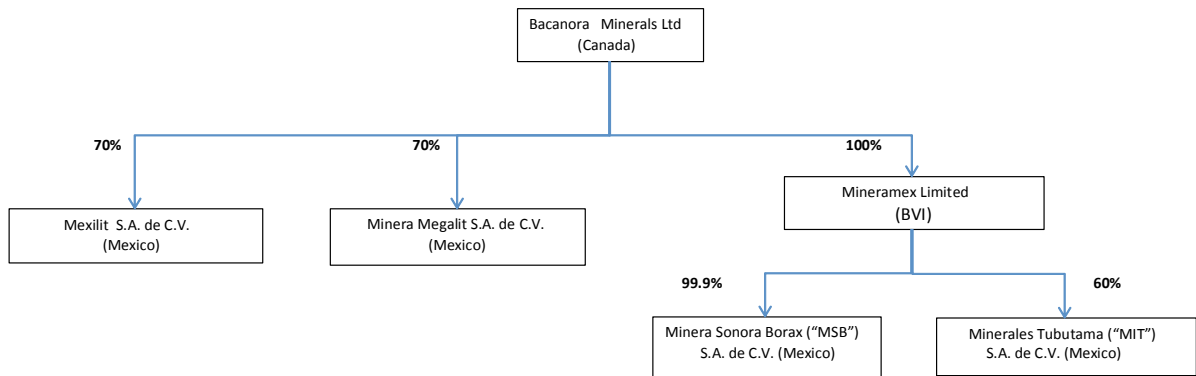 Bacanora Minerals Ltd
(Canada)
70%
70%
100%
Mexilit S.A. de C.V.
(Mexico)
Minera Megalit S.A. de C.V.
(Mexico)
Mineramex Limited
(BVI)
99.9%
60%
Minera Sonora Borax (“MSB”)
S.A. de C.V. (Mexico)
Minerales Tubutama (“MIT”)
S.A. de C.V. (Mexico)